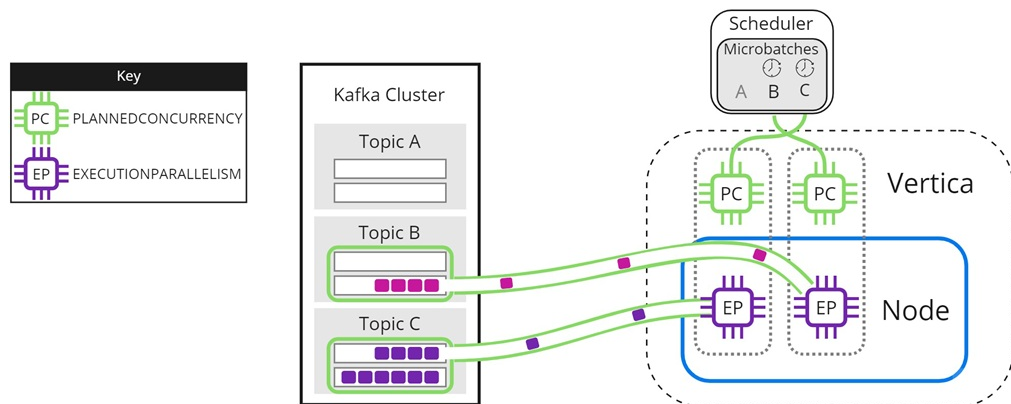 Key
PC PLANNEDCONCURRENCY
EP EXECUTIONPARALLELISM
Kafka Cluster
Topic A
Topic B
Topic C
Scheduler
Microbatches
A B C
PC PC
Vertica
EP EP
Node